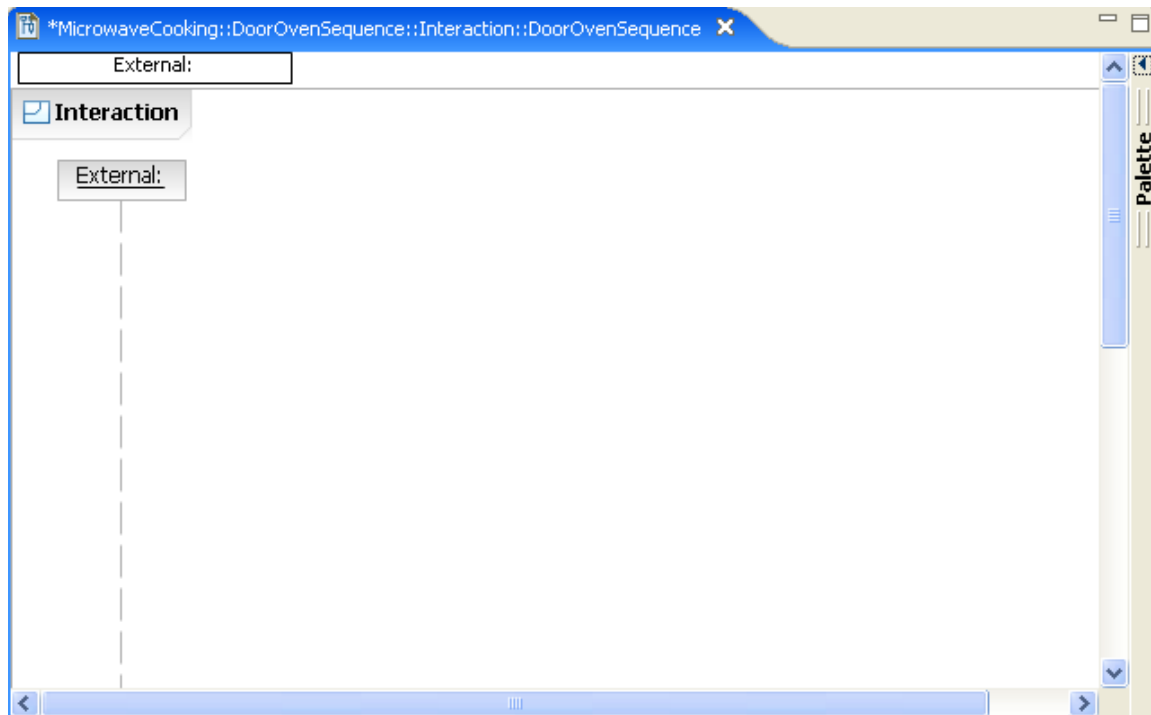 *MicrowaveCooking::DoorOvenSequence::Interaction::DoorOvenSequence
External:
Interaction
External:
Palette